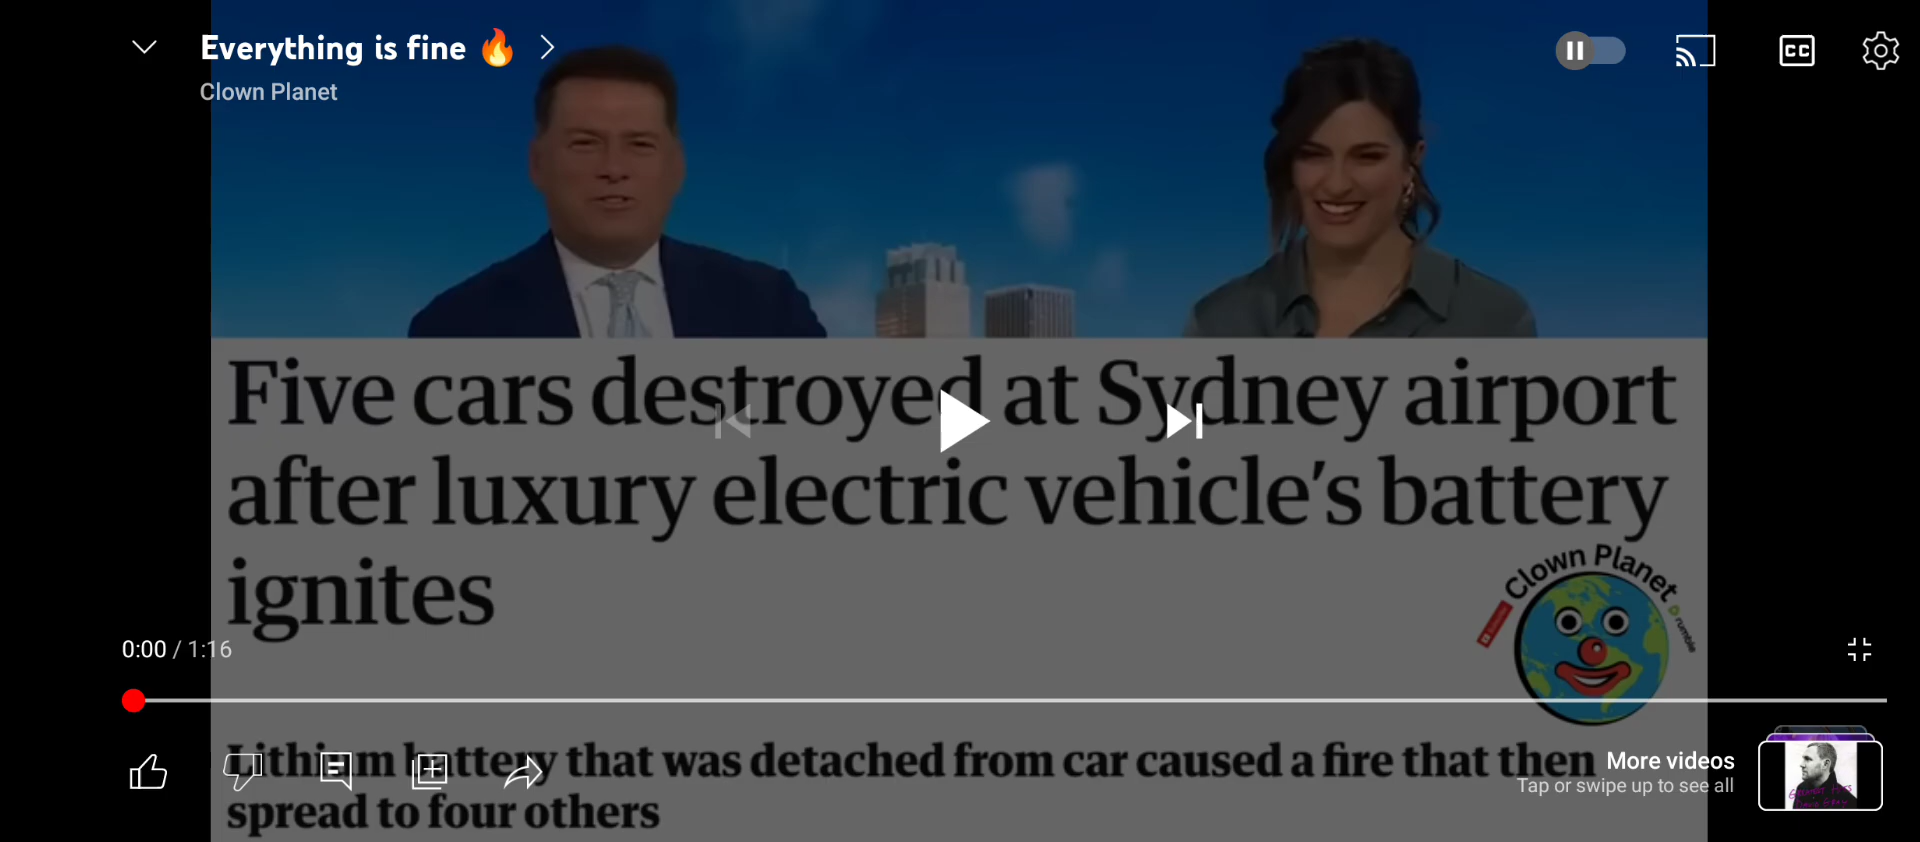 Everything is fine 🔥
Clown Planet
CC
Five cars destroyed at Sydney airport
after luxury electric vehicle's battery
ignites
Clown Planet
rumble
0:00 / 1:16
Lithium battery that was detached from car caused a fire that then
spread to four others
More videos
Tap or swipe up to see all